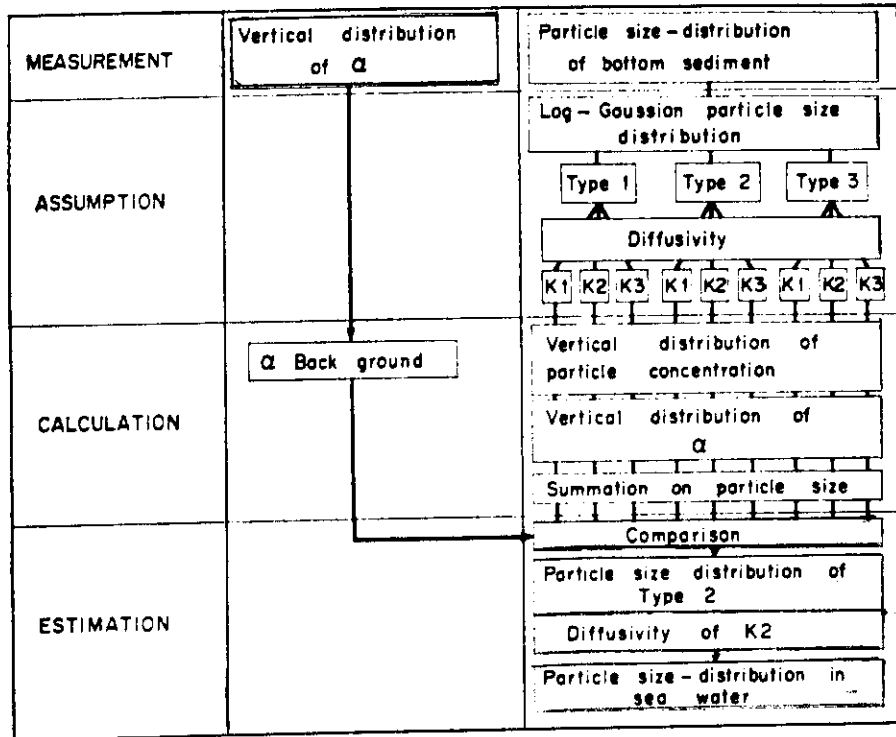 MEASUREMENT
Vertical distribution
of α
Particle size-distribution
of bottom sediment
ASSUMPTION
Log-Gaussion particle size
distribution
Type 1
Type 2
Type 3
Diffusivity
K1 K2 K3 K1 K2 K3 K1 K2 K3
CALCULATION
α Back ground
Vertical distribution of
particle concentration
Vertical distribution of
α
Summation on particle size
ESTIMATION
Comparison
Particle size distribution of
Type 2
Diffusivity of K2
Particle size-distribution in
sea water